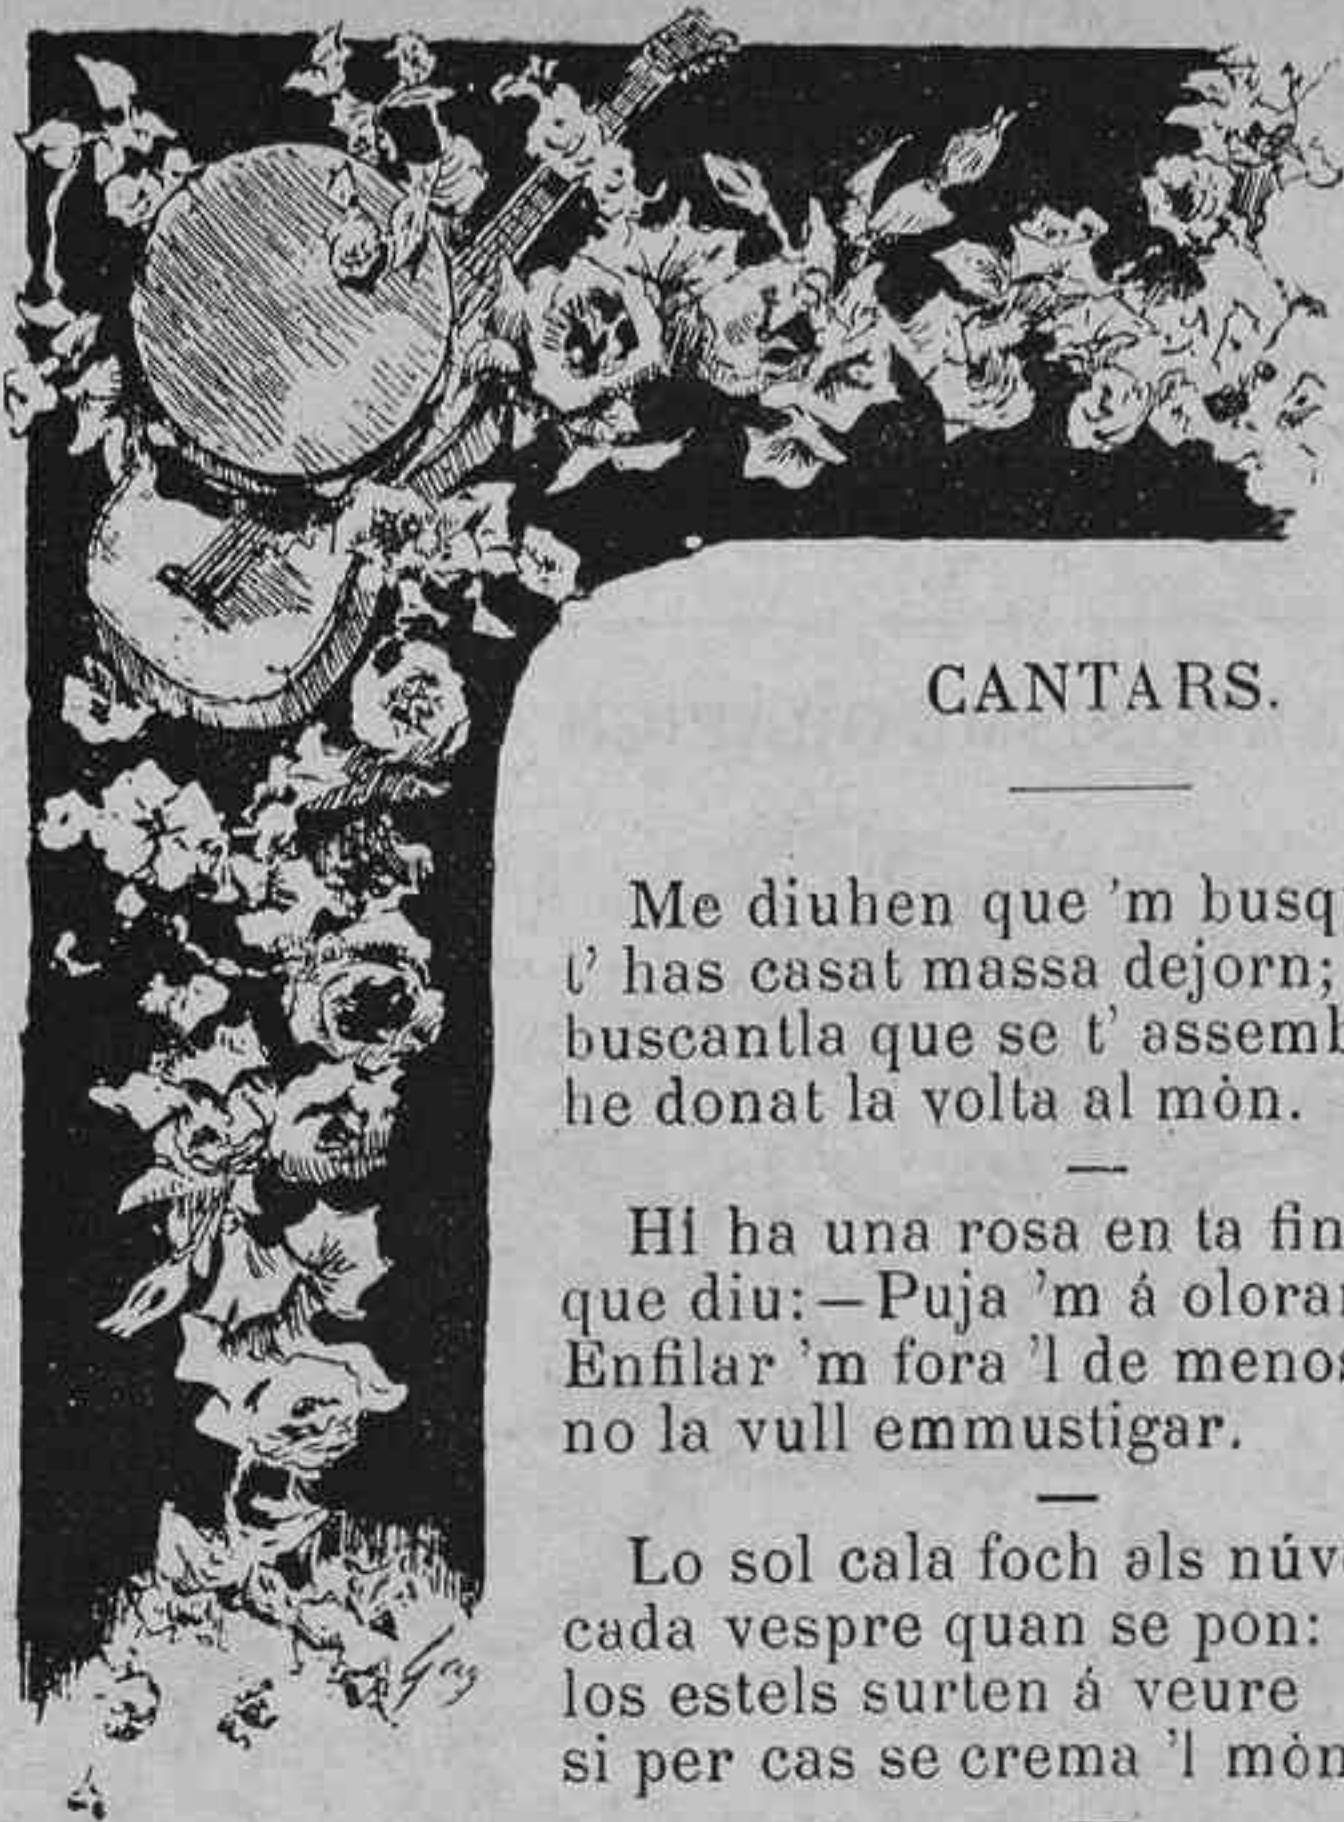 CANTARS.
Me diuhen que 'm busq
t' has casat massa dejorn;
buscantla que se t' assemb
he donat la volta al mòn.
—
Hi ha una rosa en ta fin
que diu:—Puja 'm á olora
Enfilar 'm fora 'l de menos
no la vull emmustigar.
—
Lo sol cala foch als núv
cada vespre quan se pon:
los estels surten á veure
si per cas se crema 'l mòn